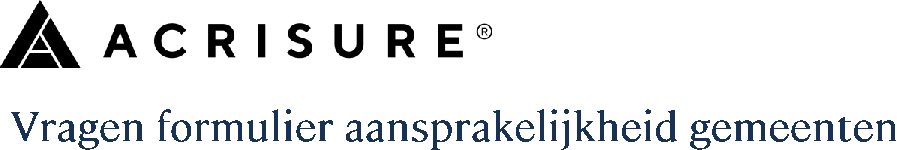 ACRISURE®
Vragen formulier aansprakelijkheid gemeenten